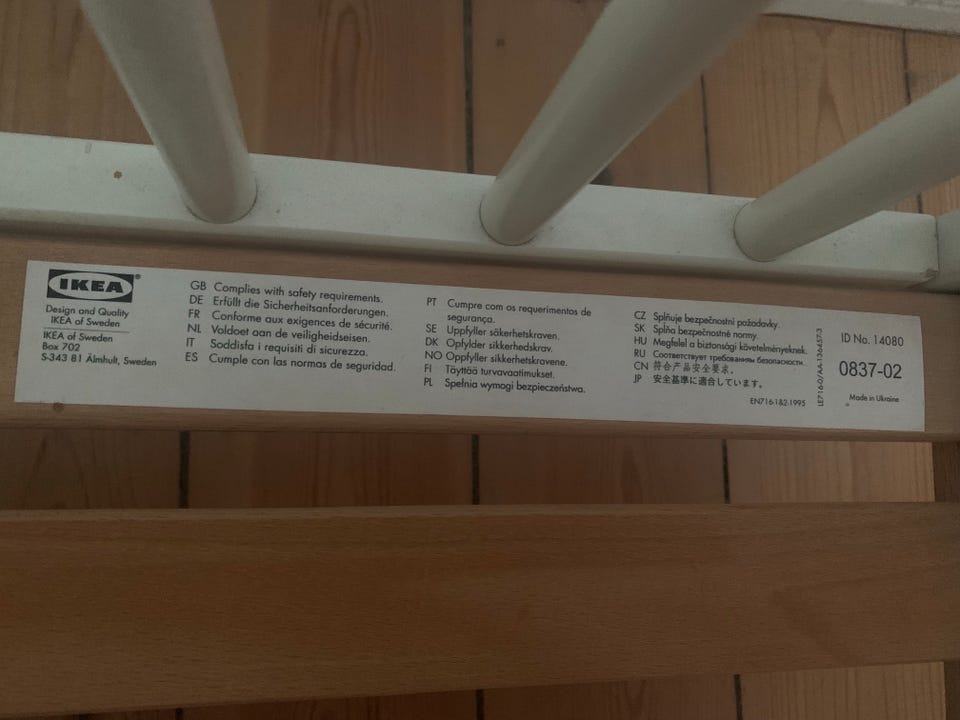 IKEA®
Design and Quality
IKEA of Sweden
IKEA of Sweden
Box 702
S-343 81 Älmhult, Sweden
GB Complies with safety requirements.
DE Erfüllt die Sicherheitsanforderungen.
FR Conforme aux exigences de sécurité.
NL Voldoet aan de veiligheidseisen.
IT Soddisfa i requisiti di sicurezza.
ES Cumple con las normas de seguridad.
PT Cumpre com os requerimentos de
segurança.
SE Uppfyller säkerhetskraven.
DK Opfylder sikkerhedskrav.
NO Oppfyller sikkerhetskravene.
FI Täyttää turvavaatimukset.
PL Spełnia wymogi bezpieczeństwa.
CZ Splňuje bezpečnostní požadavky.
SK Spĺňa bezpečnostné normy.
HU Megfelel a biztonsági követelményeknek.
RU Соответствует требованиям безопасности.
CN 符合产品安全要求。
JP 安全基準に適合しています。
EN716-1&2-1995
LE716-0/AA-136457-3
ID No. 14080
0837-02
Made in Ukraine